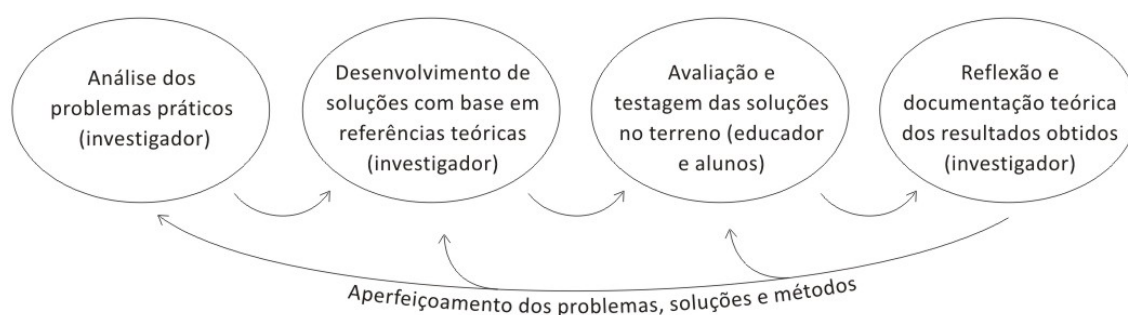 Análise dos
problemas práticos
(investigador)
Desenvolvimento de
soluções com base em
referências teóricas
(investigador)
Avaliação e
testagem das soluções
no terreno (educador
e alunos)
Reflexão e
documentação teórica
dos resultados obtidos
(investigador)
Aperfeiçoamento dos problemas, soluções e métodos